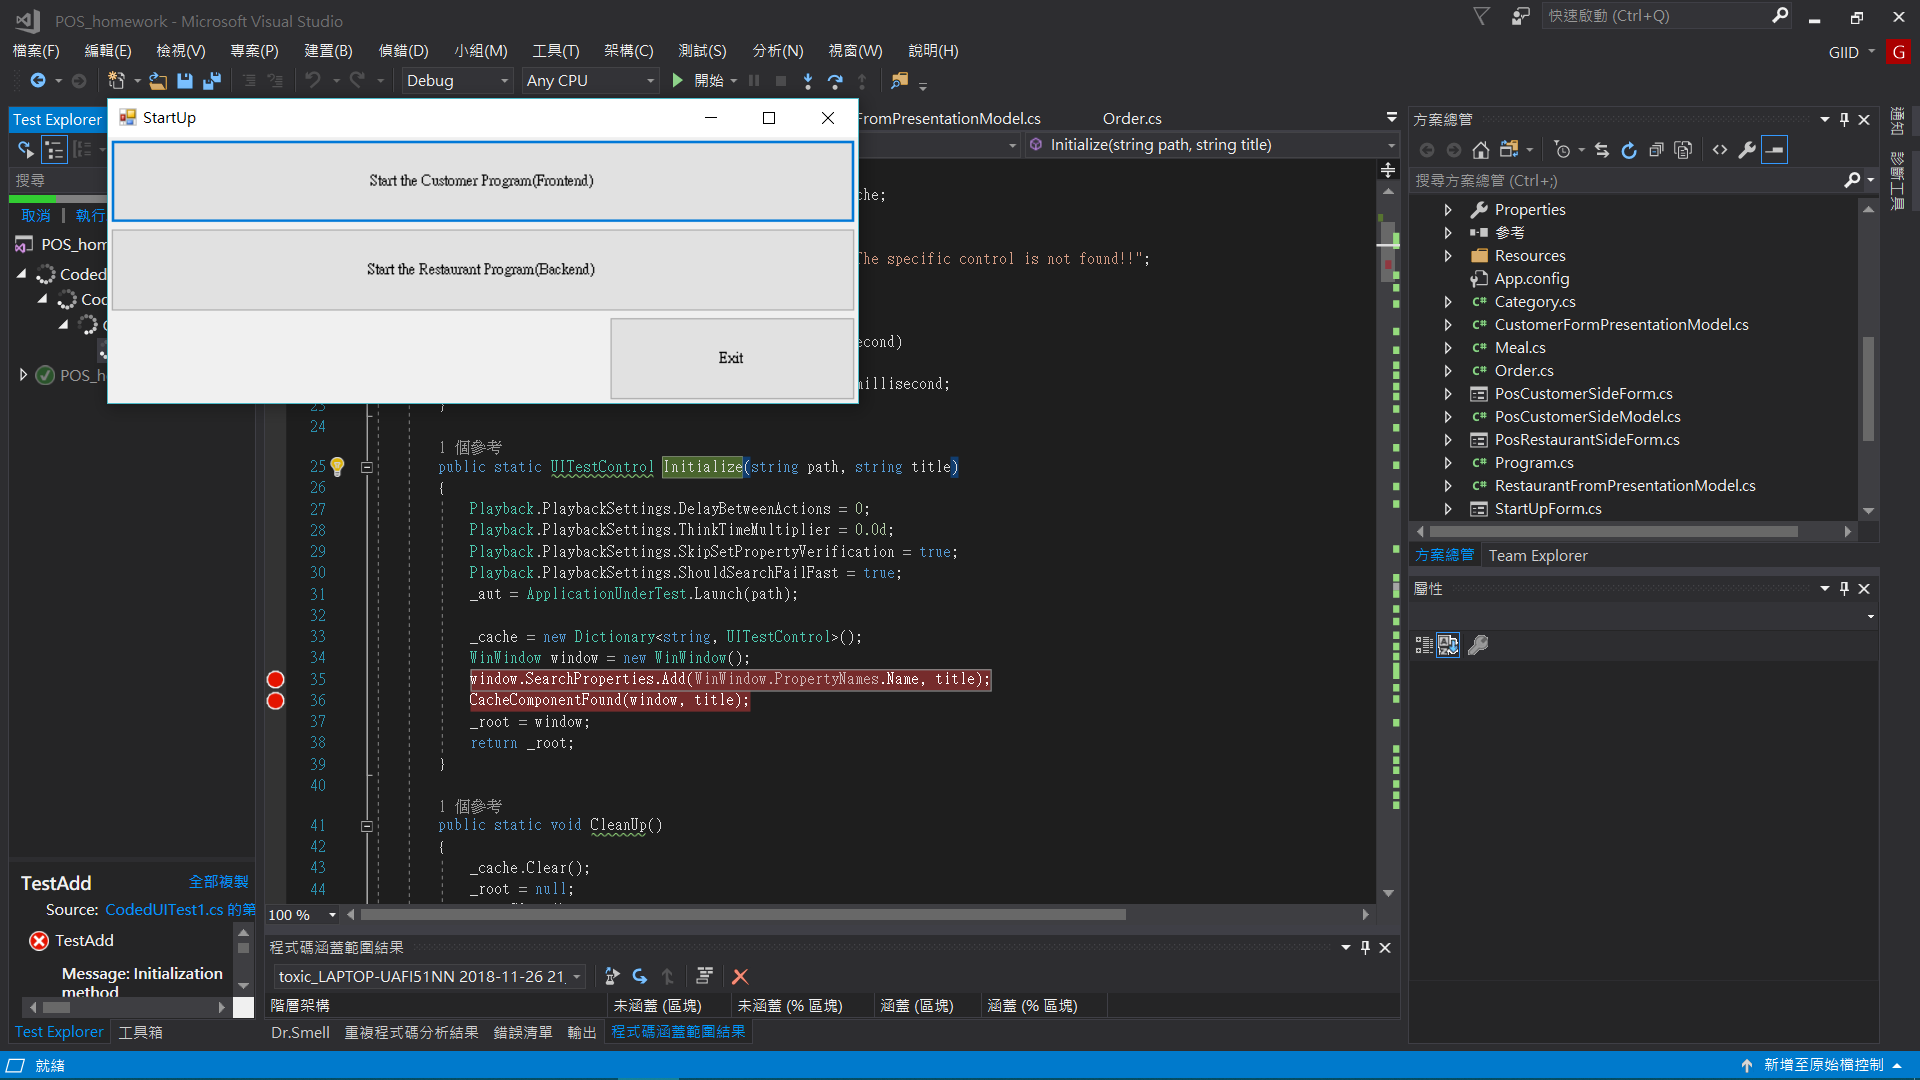 POS_homework - Microsoft Visual Studio
快速啟動 (Ctrl+Q)
檔案(F) 編輯(E) 檢視(V) 專案(P) 建置(B) 偵錯(D) 小組(M) 工具(T) 架構(C) 測試(S) 分析(N) 視窗(W) 說明(H)
GIID G
Debug Any CPU 開始
Test Explorer
StartUp
Start the Customer Program(Frontend)
Start the Restaurant Program(Backend)
Exit
搜尋
取消 | 執行
POS_hom
Coded
Coc
POS_h
FromPresentationModel.cs Order.cs
Initialize(string path, string title)
che;
The specific control is not found!!";
second)
millisecond;
23 }
24
1 個參考
25 public static UITestControl Initialize(string path, string title)
26 {
27 Playback.PlaybackSettings.DelayBetweenActions = 0;
28 Playback.PlaybackSettings.ThinkTimeMultiplier = 0.0d;
29 Playback.PlaybackSettings.SkipSetPropertyVerification = true;
30 Playback.PlaybackSettings.ShouldSearchFailFast = true;
31 _aut = ApplicationUnderTest.Launch(path);
32
33 _cache = new Dictionary<string, UITestControl>();
34 WinWindow window = new WinWindow();
35 window.SearchProperties.Add(WinWindow.PropertyNames.Name, title);
36 CacheComponentFound(window, title);
37 _root = window;
38 return _root;
39 }
40
1 個參考
41 public static void CleanUp()
42 {
43 _cache.Clear();
44 _root = null;
100 %
TestAdd 全部複製
Source: CodedUITest1.cs 的第
TestAdd
Message: Initialization
method
Test Explorer 工具箱
程式碼涵蓋範圍結果
toxic_LAPTOP-UAFI51NN 2018-11-26 21
階層架構 未涵蓋 (區塊) 未涵蓋 (% 區塊) 涵蓋 (區塊) 涵蓋 (% 區塊)
Dr.Smell 重複程式碼分析結果 錯誤清單 輸出 程式碼涵蓋範圍結果
方案總管
搜尋方案總管 (Ctrl+;)
Properties
參考
Resources
App.config
C# Category.cs
C# CustomerFormPresentationModel.cs
C# Meal.cs
C# Order.cs
PosCustomerSideForm.cs
C# PosCustomerSideModel.cs
PosRestaurantSideForm.cs
C# Program.cs
C# RestaurantFromPresentationModel.cs
StartUpForm.cs
方案總管 Team Explorer
屬性
通知
診斷工具
就緒
新增至原始檔控制